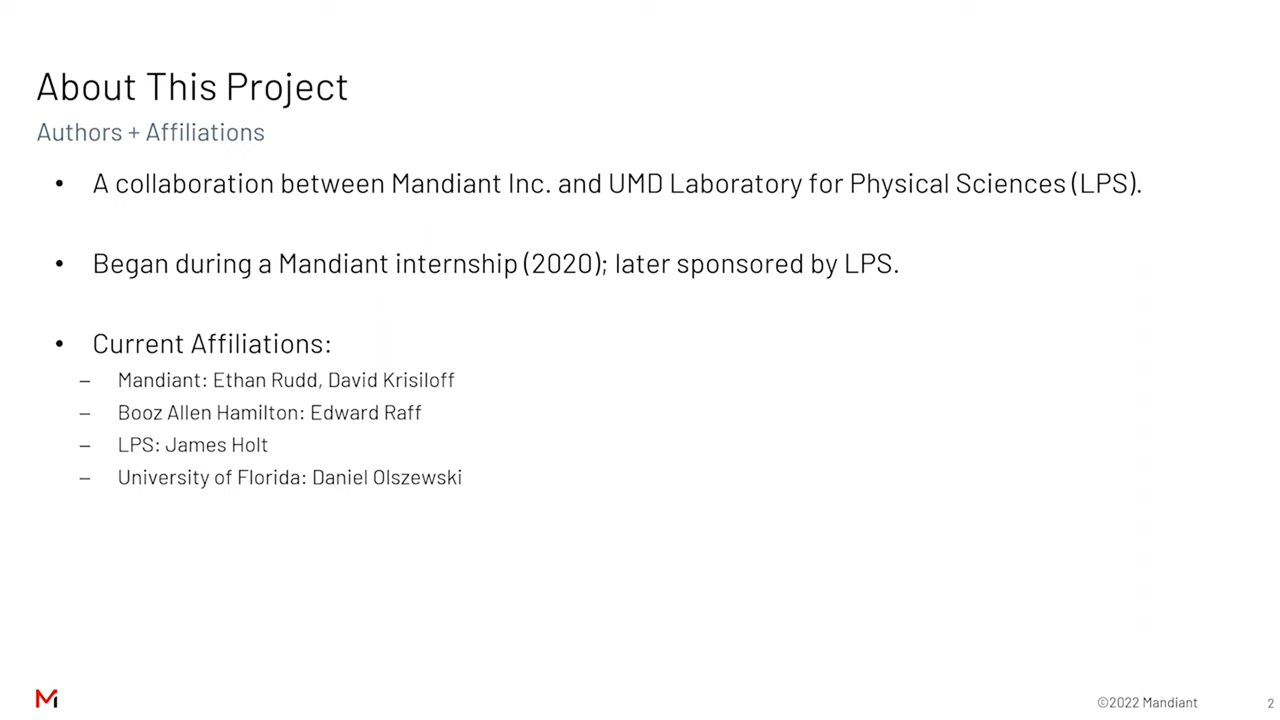 About This Project
Authors + Affiliations
• A collaboration between Mandiant Inc. and UMD Laboratory for Physical Sciences (LPS).
• Began during a Mandiant internship (2020); later sponsored by LPS.
• Current Affiliations:
– Mandiant: Ethan Rudd, David Krisiloff
– Booz Allen Hamilton: Edward Raff
– LPS: James Holt
– University of Florida: Daniel Olszewski
©2022 Mandiant 2